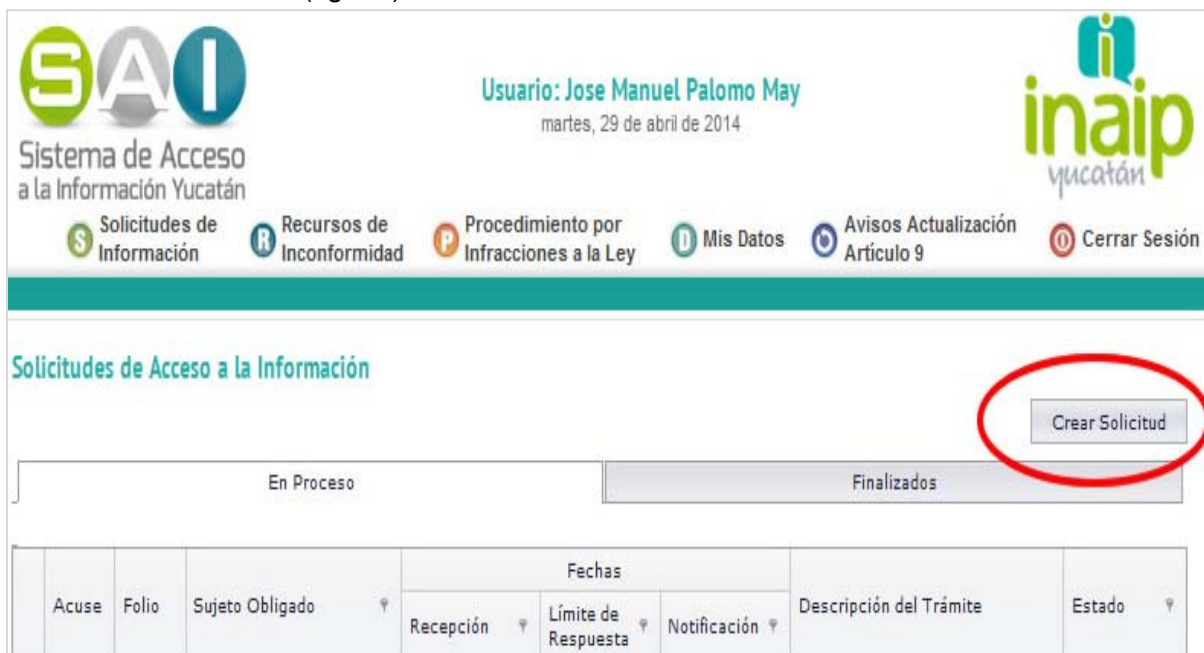 SAI
Sistema de Acceso
a la Información Yucatán
Usuario: Jose Manuel Palomo May
martes, 29 de abril de 2014
inaip
yucatán
S Solicitudes de Información
R Recursos de Inconformidad
P Procedimiento por Infracciones a la Ley
D Mis Datos
Avisos Actualización Artículo 9
Cerrar Sesión
Solicitudes de Acceso a la Información
Crear Solicitud
En Proceso
Finalizados
Acuse
Folio
Sujeto Obligado
Fechas
Recepción
Límite de
Respuesta
Notificación
Descripción del Trámite
Estado